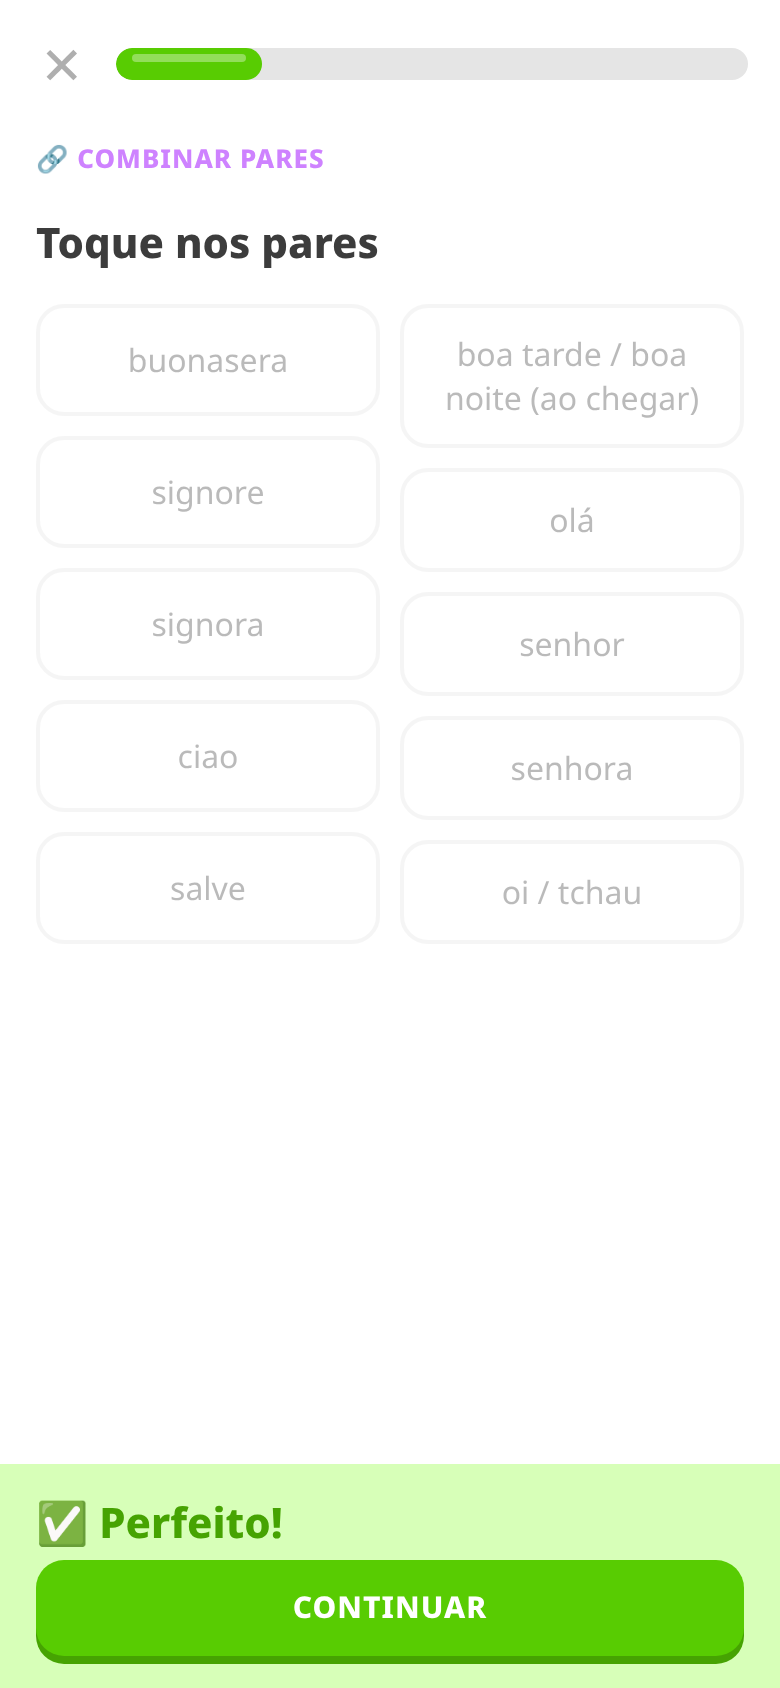 COMBINAR PARES
Toque nos pares
buonasera
signore
signora
ciao
salve
boa tarde / boa
noite (ao chegar)
olá
senhor
senhora
oi / tchau
Perfeito!
CONTINUAR